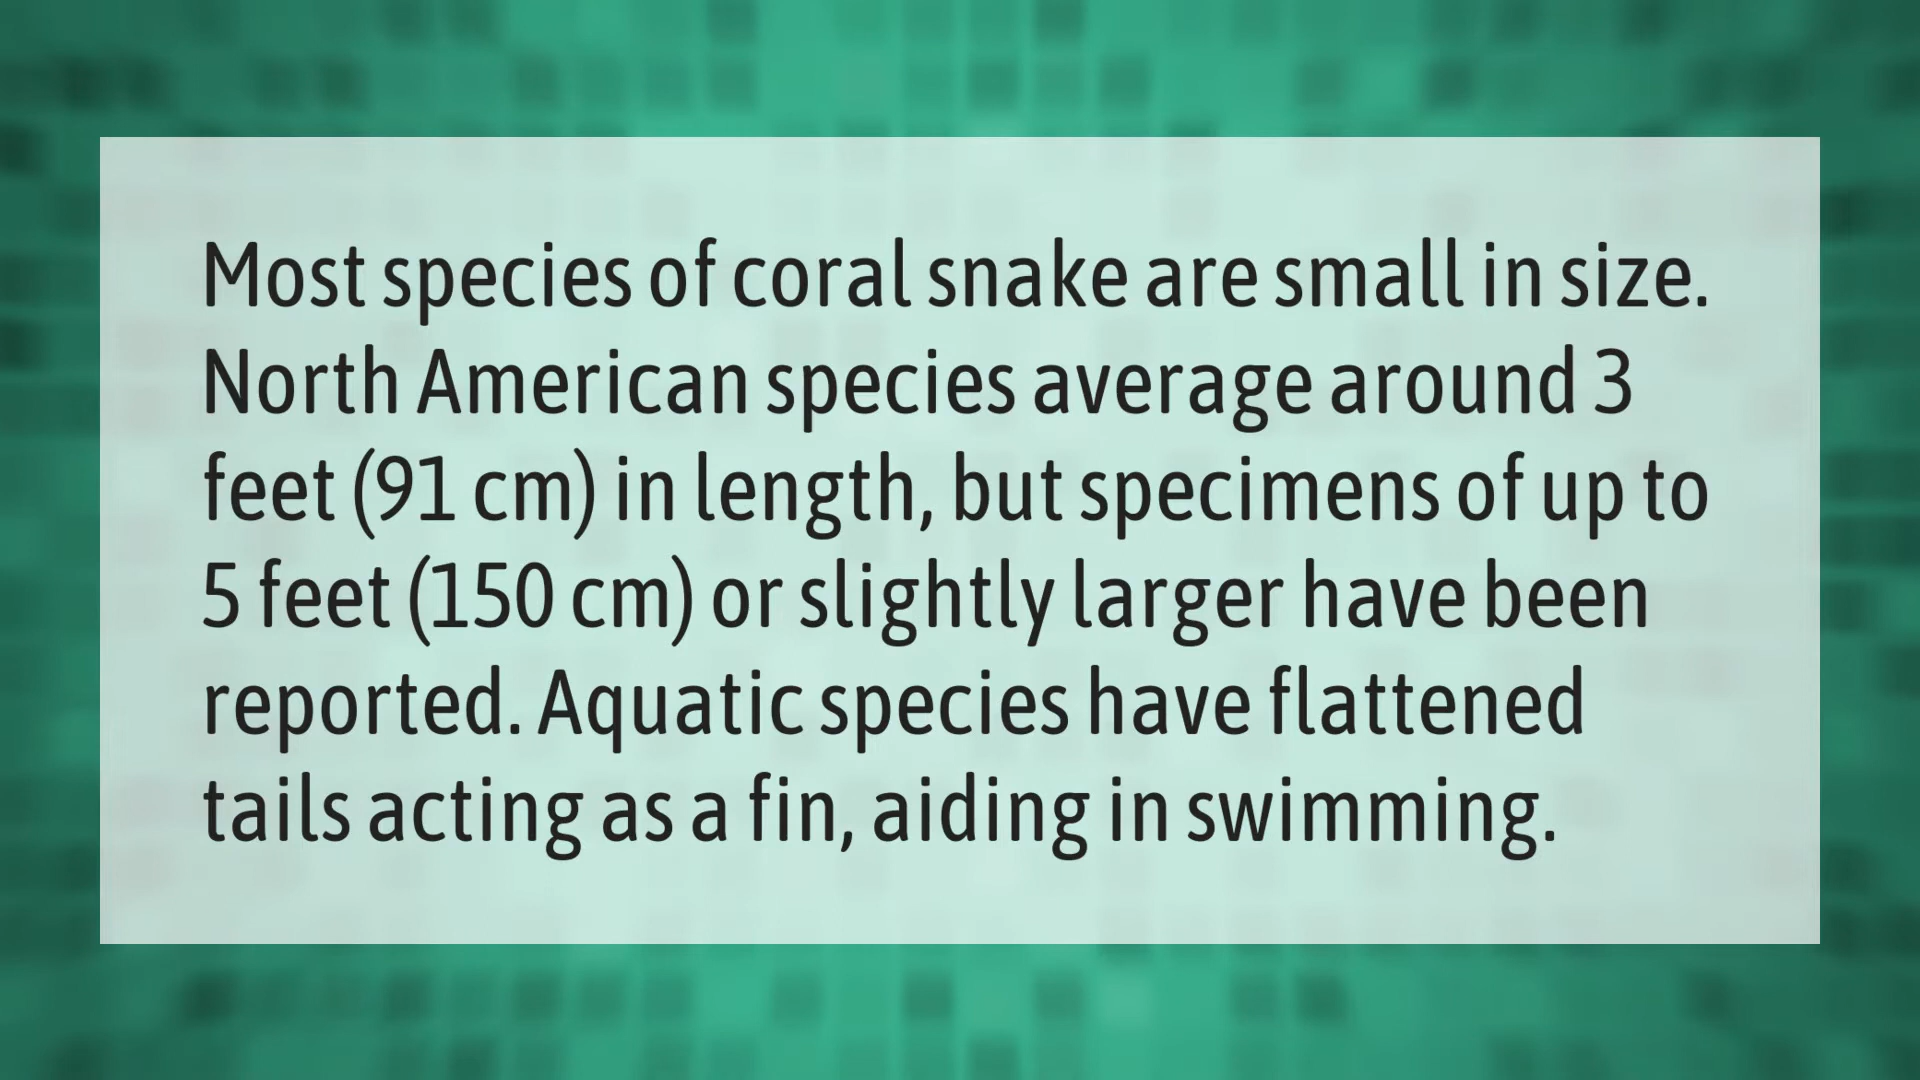 Most species of coral snake are small in size.
North American species average around 3
feet (91 cm) in length, but specimens of up to
5 feet (150 cm) or slightly larger have been
reported. Aquatic species have flattened
tails acting as a fin, aiding in swimming.